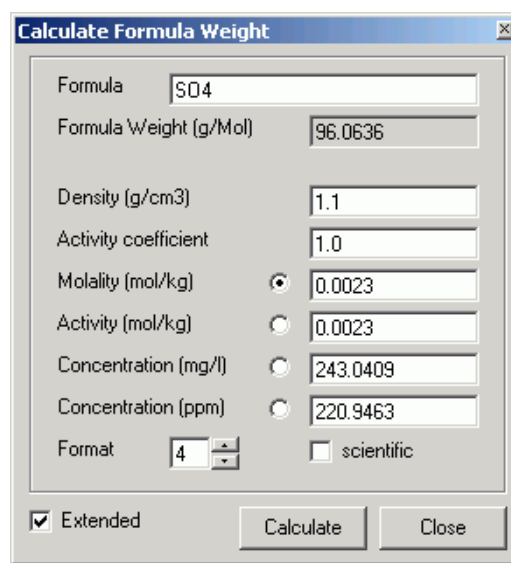 Calculate Formula Weight
Formula SO4
Formula Weight (g/Mol) 96.0636
Density (g/cm3) 1.1
Activity coefficient 1.0
Molality (mol/kg) 0.0023
Activity (mol/kg) 0.0023
Concentration (mg/l) 243.0409
Concentration (ppm) 220.9463
Format 4 scientific
Extended Calculate Close